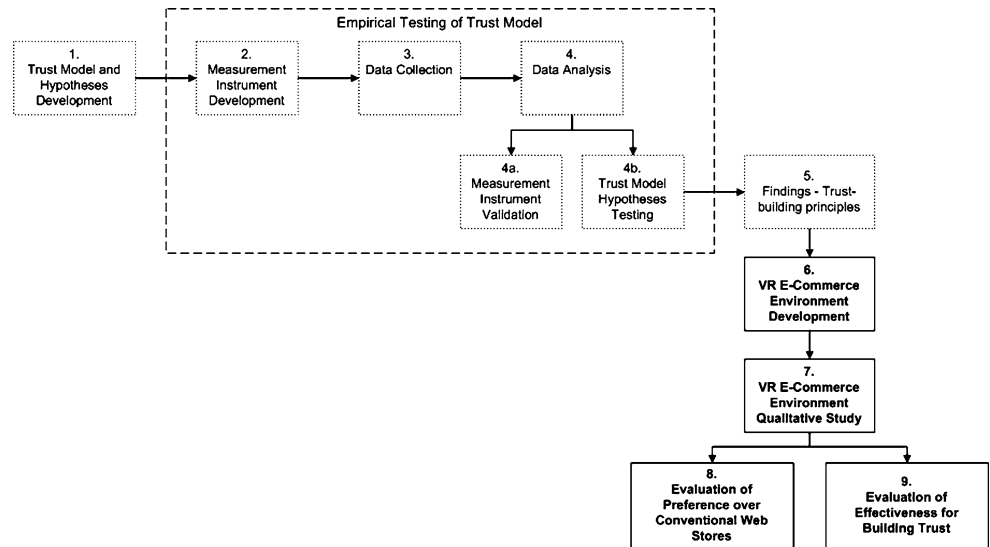 Empirical Testing of Trust Model
1.
Trust Model and
Hypotheses
Development
2.
Measurement
Instrument
Development
3.
Data Collection
4.
Data Analysis
4a.
Measurement
Instrument
Validation
4b.
Trust Model
Hypotheses
Testing
5.
Findings - Trust-
building principles
6.
VR E-Commerce
Environment
Development
7.
VR E-Commerce
Environment
Qualitative Study
8.
Evaluation of
Preference over
Conventional Web
Stores
9.
Evaluation of
Effectiveness for
Building Trust